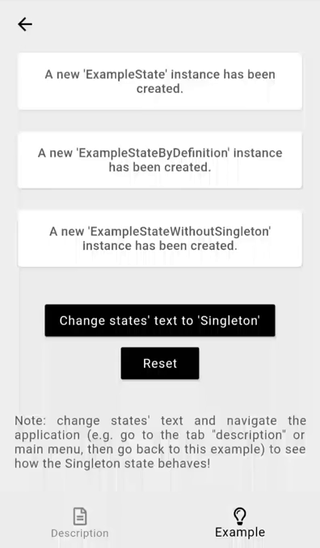 A new 'ExampleState' instance has been
created.
A new 'ExampleStateByDefinition' instance
has been created.
A new 'ExampleStateWithoutSingleton'
instance has been created.
Change states' text to 'Singleton'
Reset
Note: change states' text and navigate the
application (e.g. go to the tab "description" or
main menu, then go back to this example) to see
how the Singleton state behaves!
Description
Example